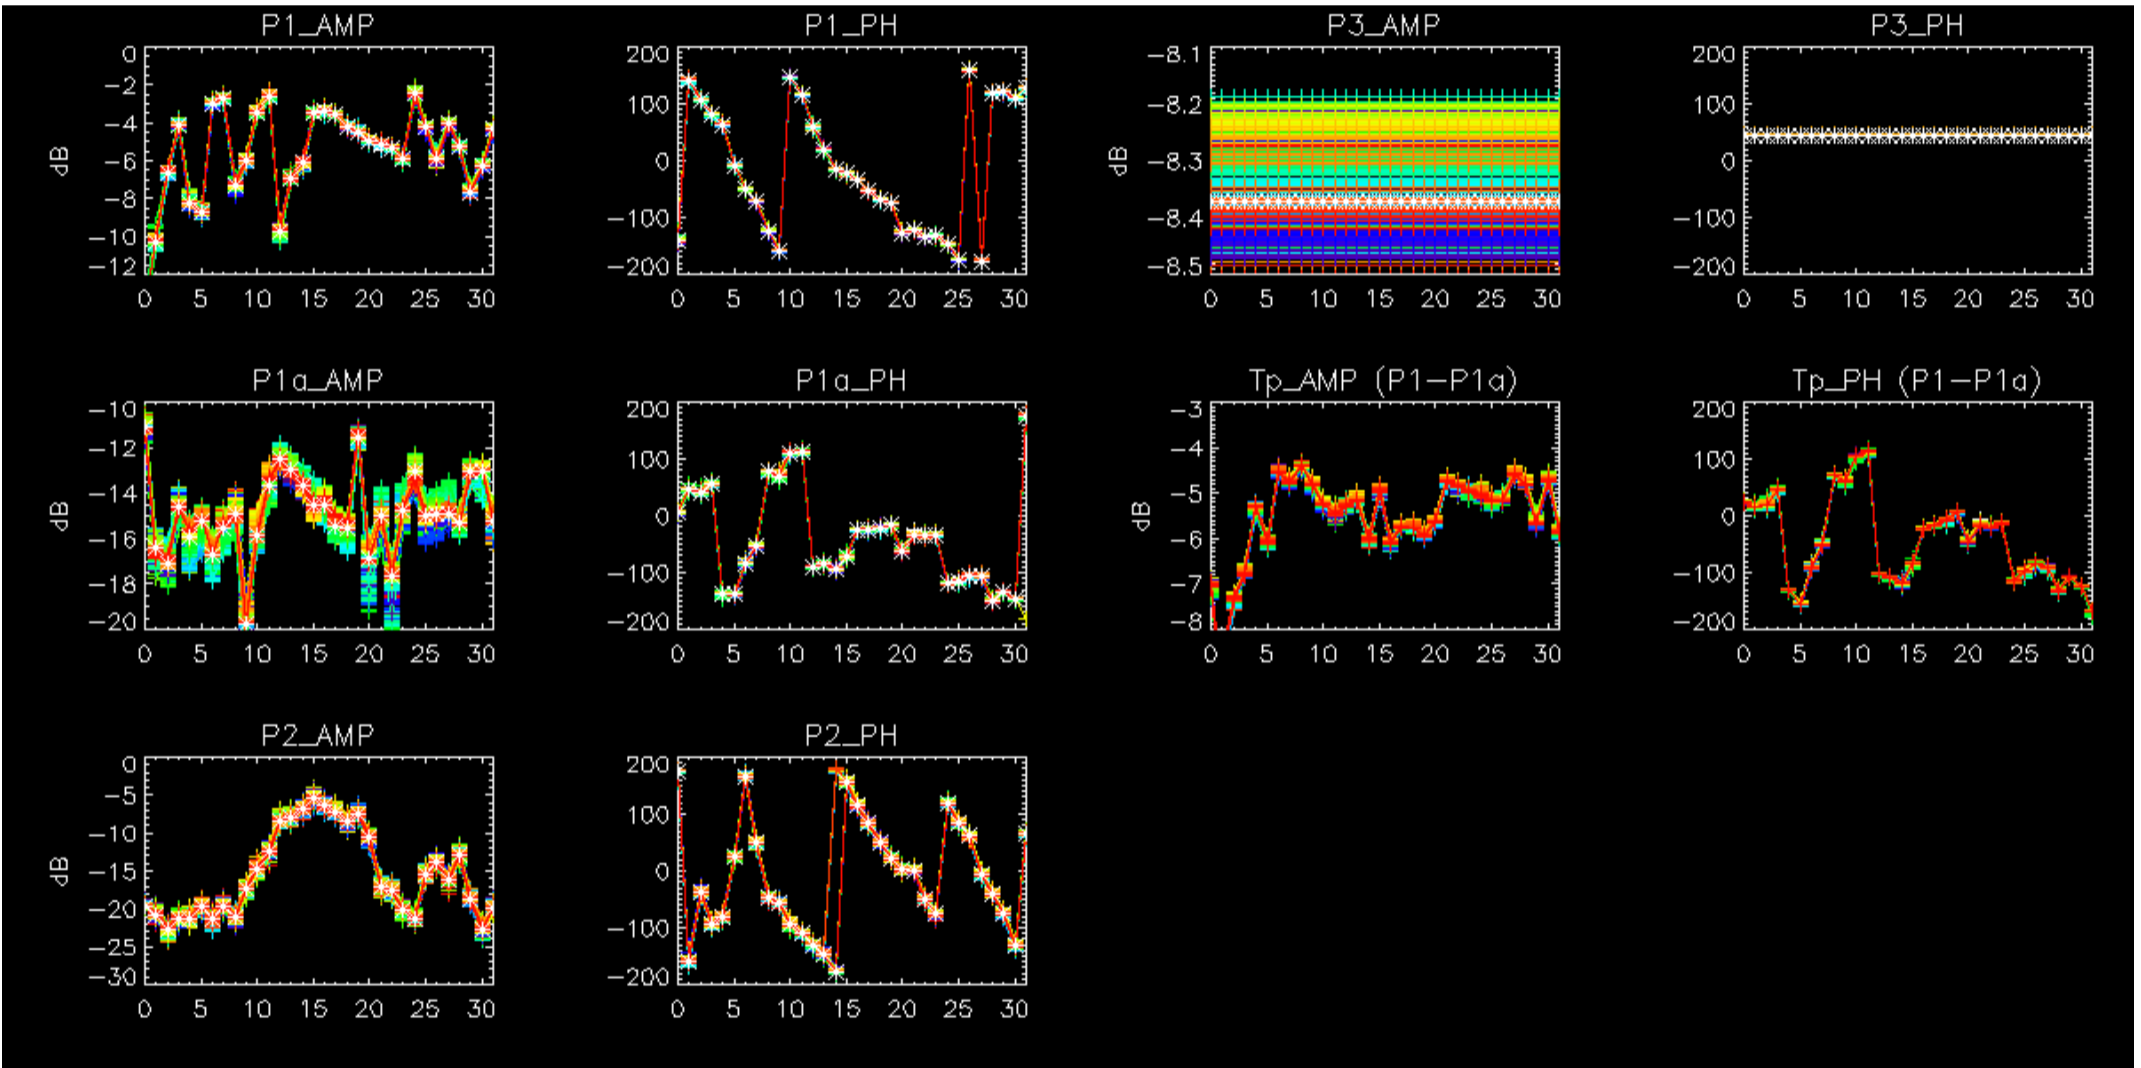 P1_AMP
P1_PH
P3_AMP
P3_PH
dB
0
-2
-4
-6
-8
-10
-12
0 5 10 15 20 25 30
200
100
0
-100
-200
0 5 10 15 20 25 30
dB
-8.1
-8.2
-8.3
-8.4
-8.5
0 5 10 15 20 25 30
200
100
0
-100
-200
0 5 10 15 20 25 30
P1a_AMP
P1a_PH
Tp_AMP (P1-P1a)
Tp_PH (P1-P1a)
dB
-10
-12
-14
-16
-18
-20
0 5 10 15 20 25 30
200
100
0
-100
-200
0 5 10 15 20 25 30
dB
-3
-4
-5
-6
-7
-8
0 5 10 15 20 25 30
200
100
0
-100
-200
0 5 10 15 20 25 30
P2_AMP
P2_PH
dB
0
-5
-10
-15
-20
-25
-30
0 5 10 15 20 25 30
200
100
0
-100
-200
0 5 10 15 20 25 30